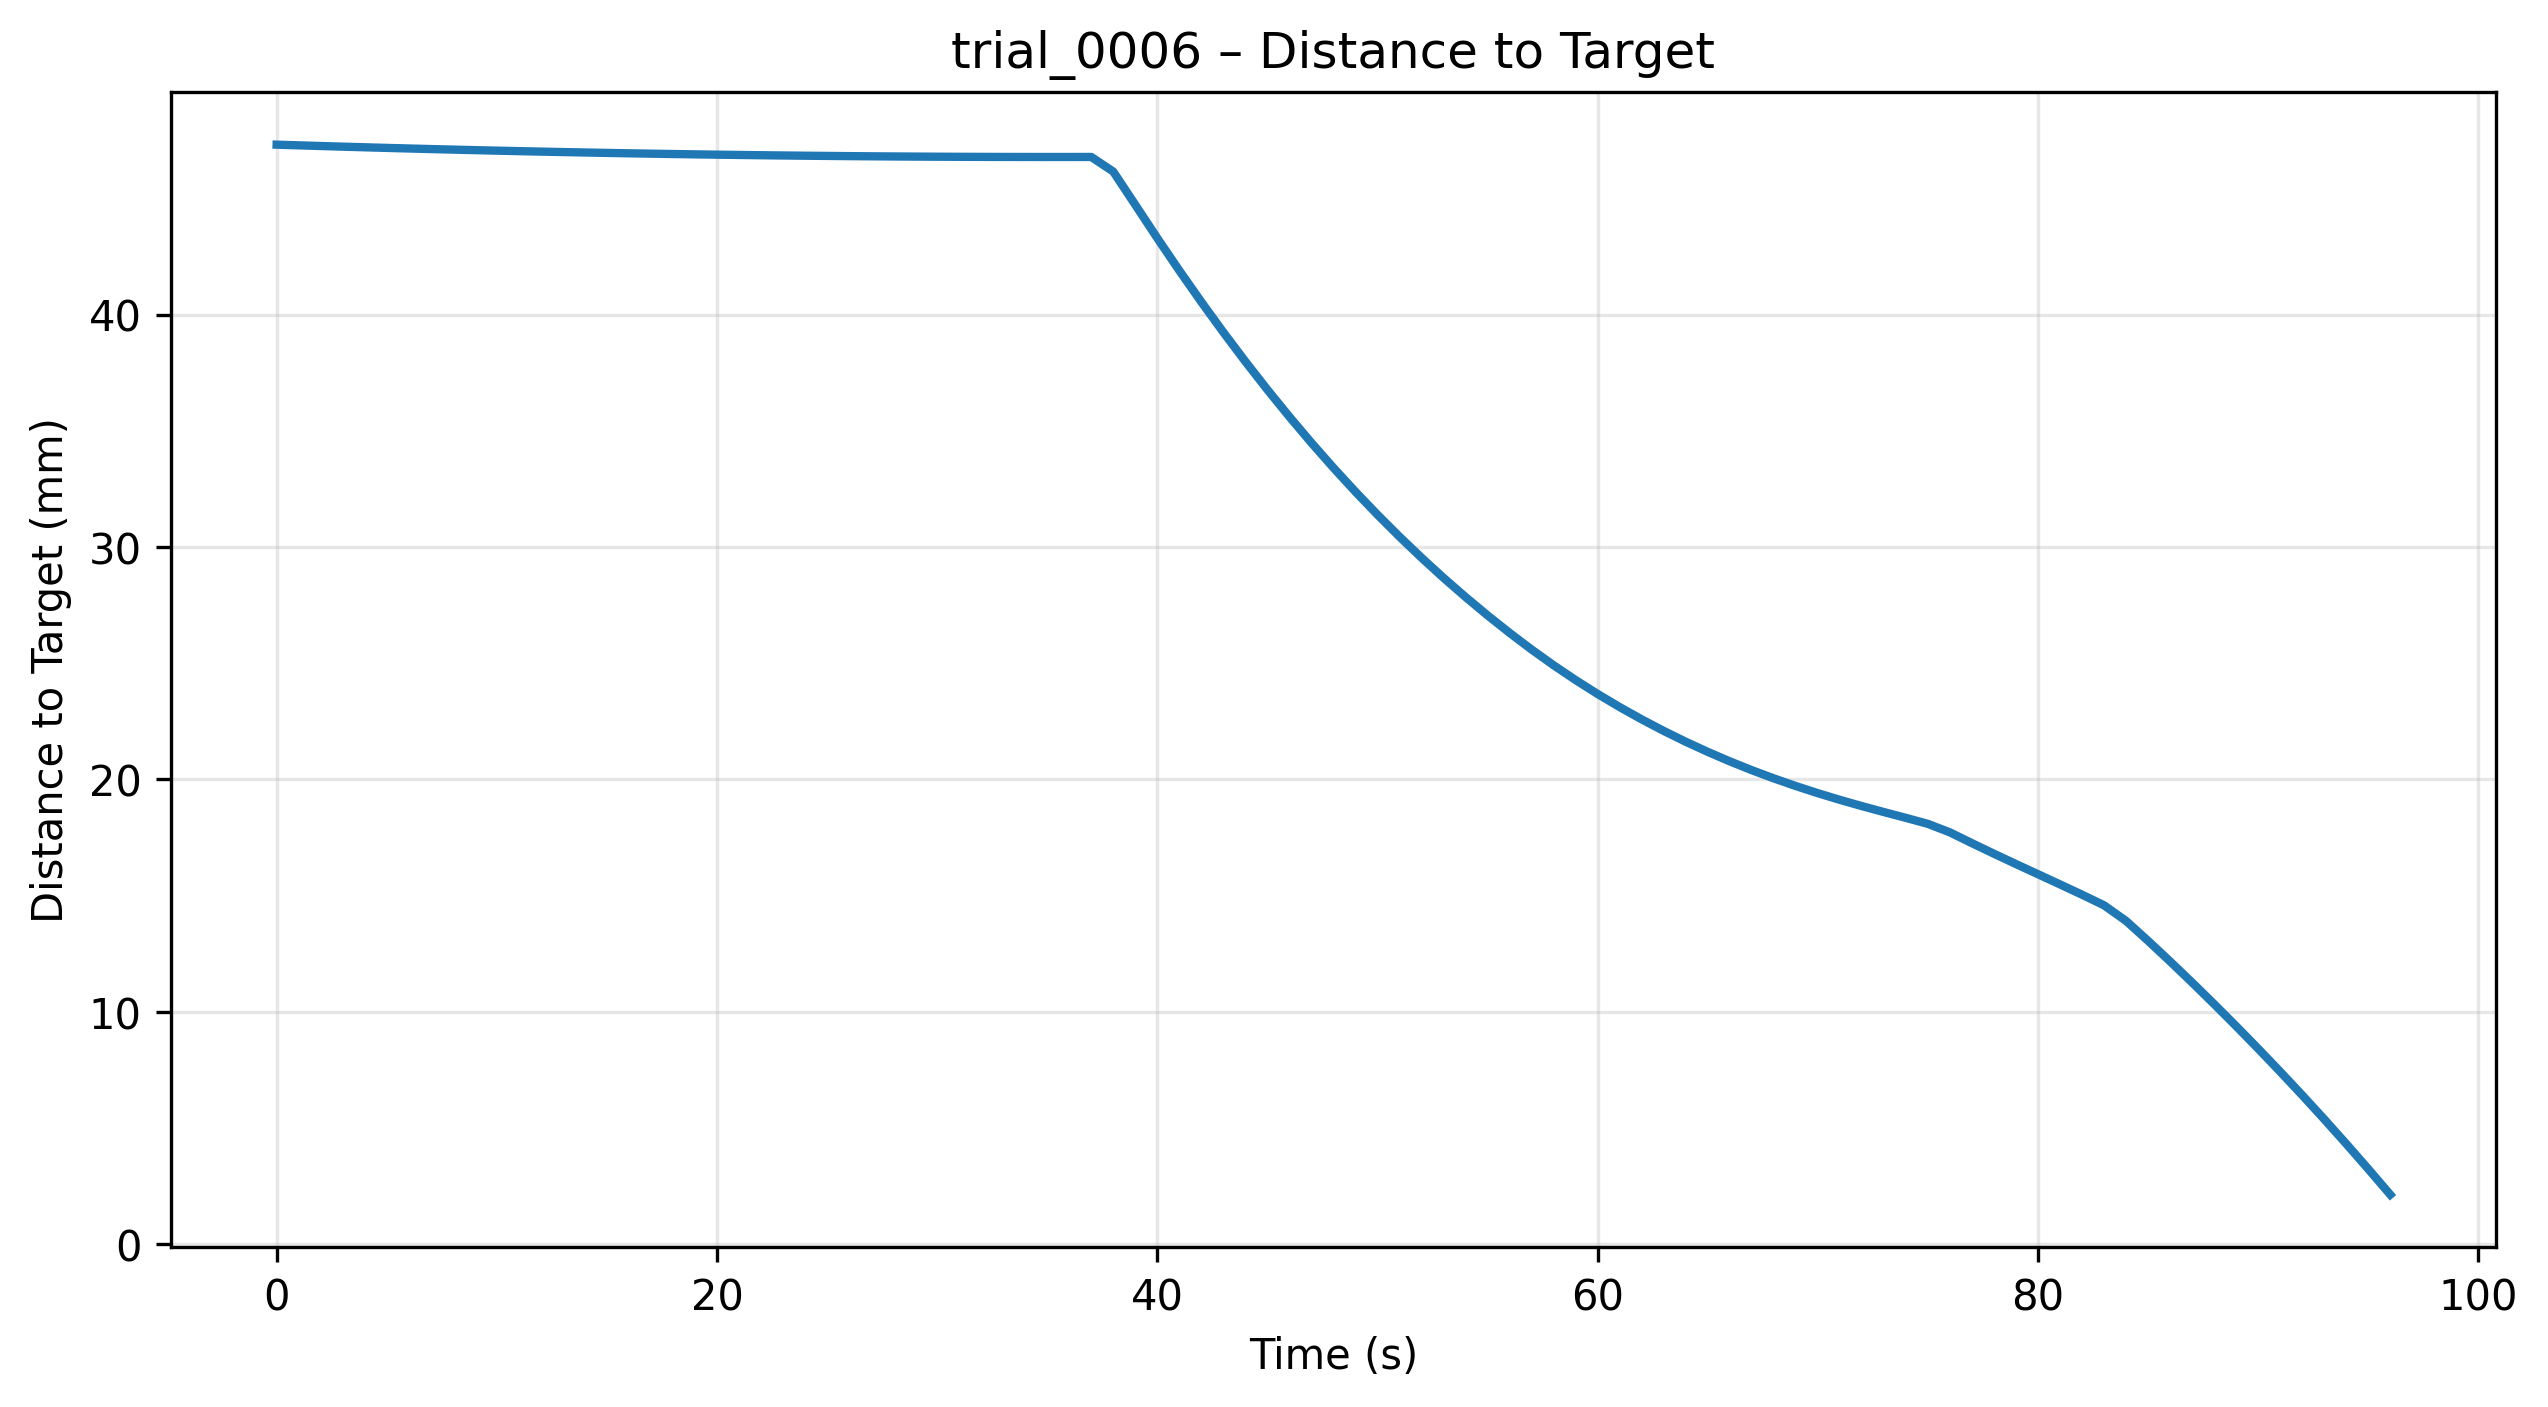 trial_0006 – Distance to Target
Distance to Target (mm)
40
30
20
10
0
0 20 40 60 80 100
Time (s)